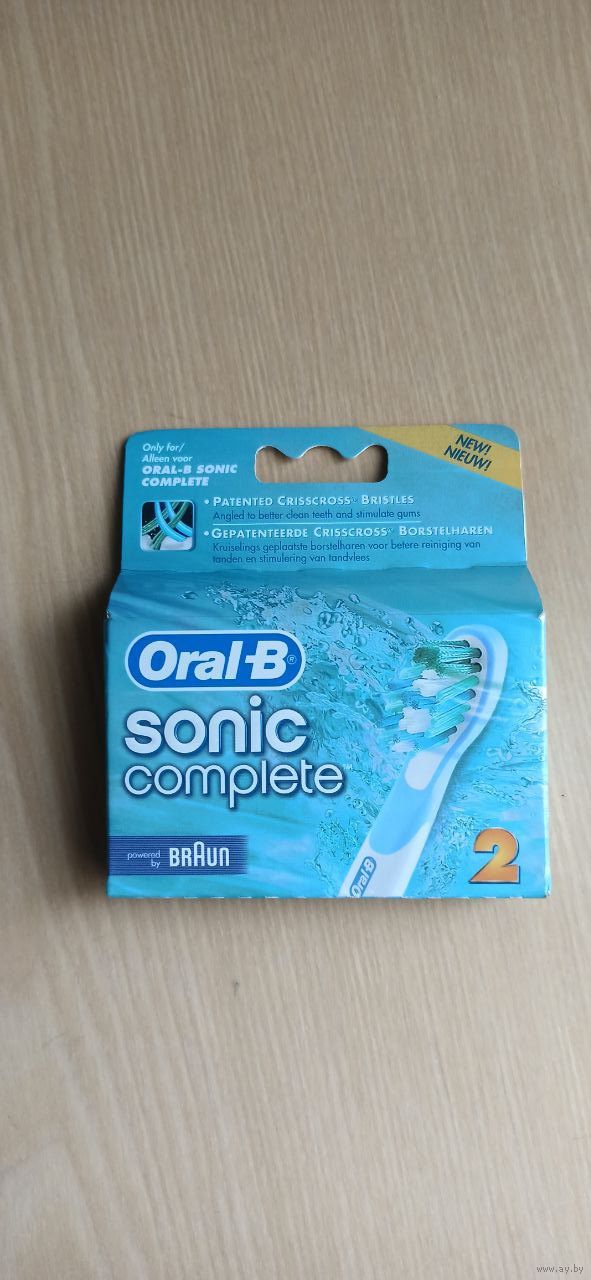 Only for/
Alleen voor
ORAL-B SONIC
COMPLETE
NEW!
NIEUW!
• PATENTED CRISSCROSS® BRISTLES
Angled to better clean teeth and stimulate gums
• GEPATENTEERDE CRISSCROSS® BORSTELHAREN
Kruiselings geplaatste borstelharen voor betere reiniging van
tanden en stimulering van tandvlees
Oral-B®
sonic
complete™
powered
by
BRAUN
Oral-B
2
www.ay.by